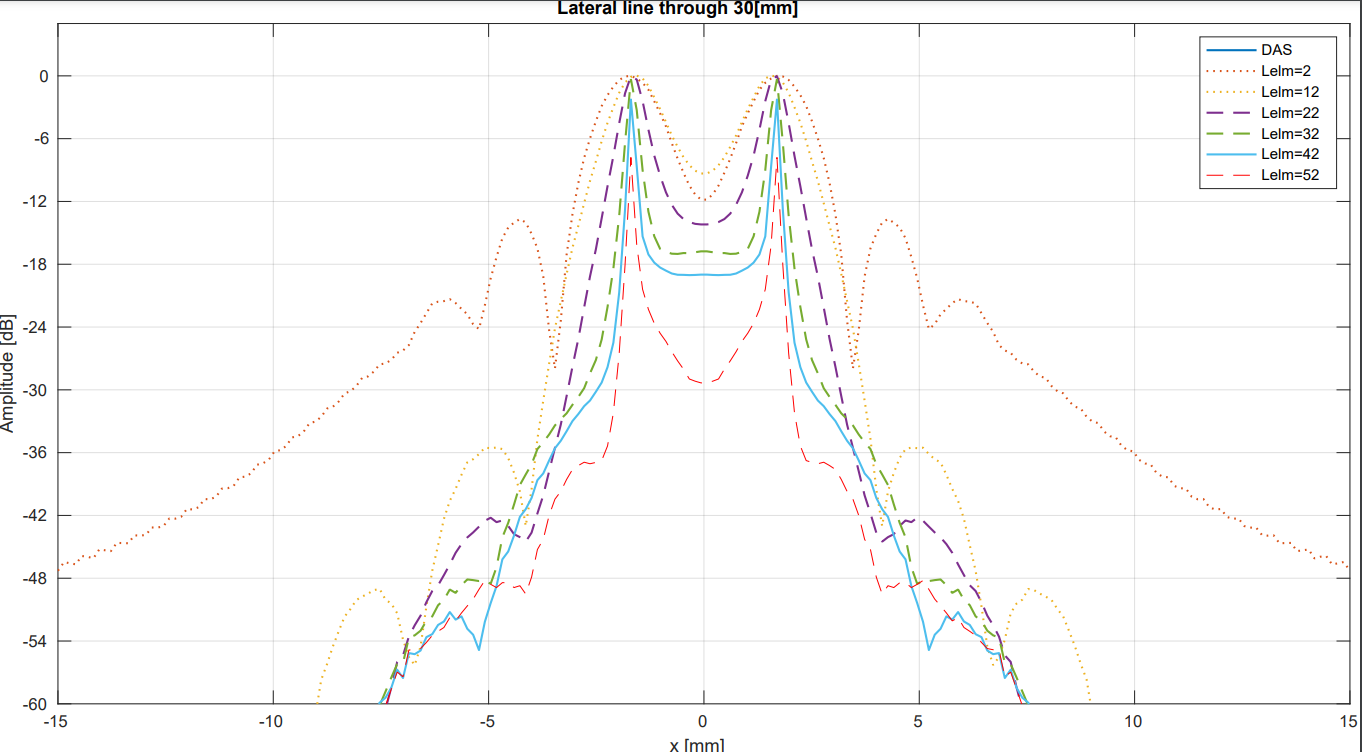 Lateral line through 30[mm]
DAS
Lelm=2
Lelm=12
Lelm=22
Lelm=32
Lelm=42
Lelm=52
0
-6
-12
-18
-24
-30
-36
-42
-48
-54
-60
Amplitude [dB]
-15 -10 -5 0 5 10 15
x [mm]